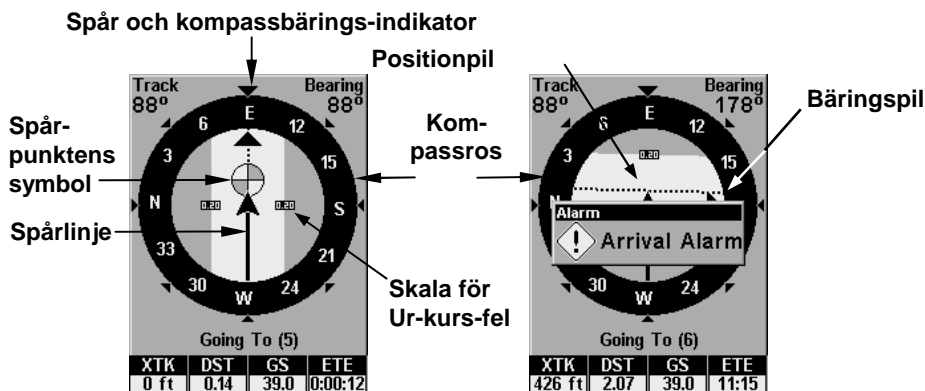 Spår och kompassbärings-indikator
Positionpil
Bäringspil
Spår-
punktens
symbol
Spårlinje
Kom-
passros
Skala för
Ur-kurs-fel
Track
88º
Bearing
88º
E
12
15
S
21
24
W
30
33
N
3
6
0.20
0.20
Going To (5)
XTK DST GS ETE
0 ft 0.14 39.0 0:00:12
Track
88º
Bearing
178º
E
12
15
21
24
W
30
33
N
3
6
0.20
Alarm
! Arrival Alarm
Going To (6)
XTK DST GS ETE
426 ft 2.07 39.0 11:15